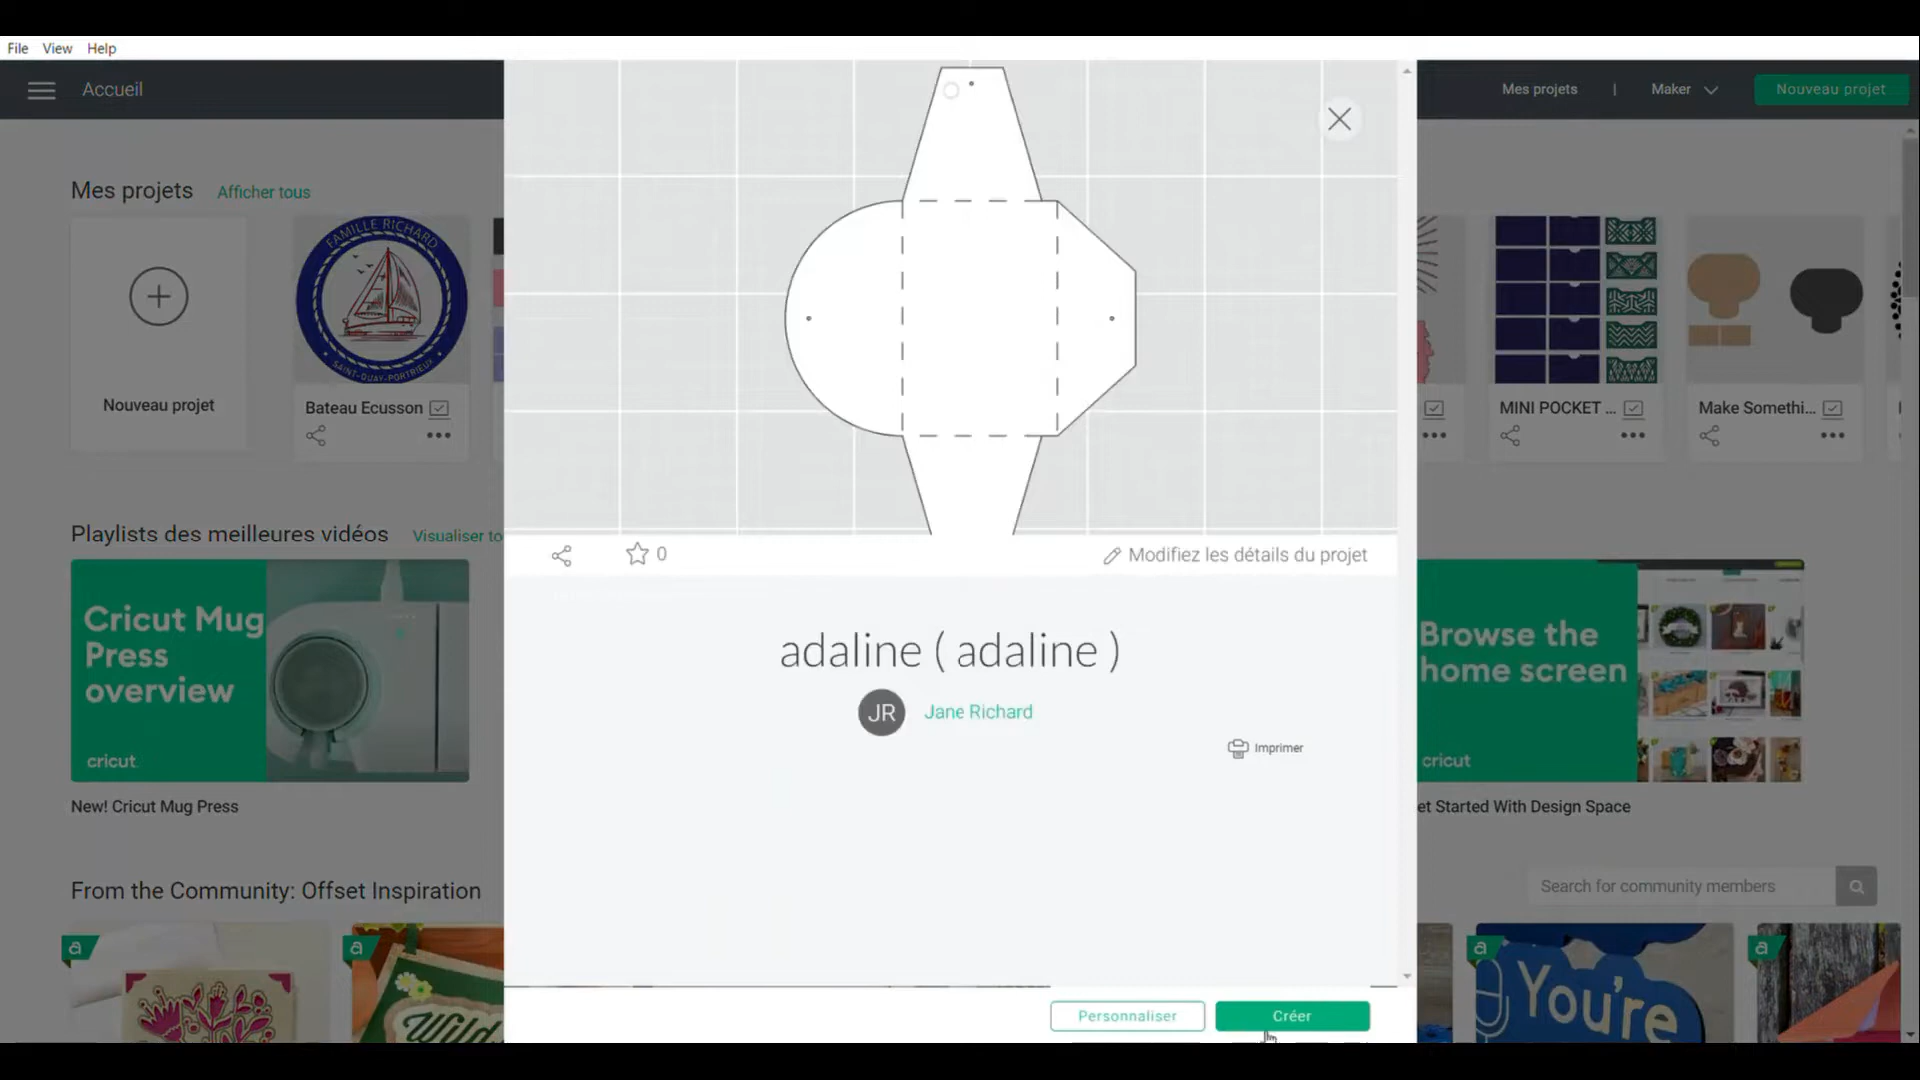 File View Help
Accueil
Mes projets | Maker Nouveau projet
Mes projets Afficher tous
FAMILLE RICHARD
SAINT-QUAY-PORTRIEUX
Nouveau projet
Bateau Ecusson
MINI POCKET ...
Make Somethi...
Playlists des meilleures vidéos Visualiser to
0
Modifiez les détails du projet
Cricut Mug
Press
overview
cricut
New! Cricut Mug Press
adaline ( adaline )
JR Jane Richard
Imprimer
Browse the
home screen
cricut
et Started With Design Space
From the Community: Offset Inspiration
Search for community members
a
a
Wild
a
You're
a
Personnaliser Créer